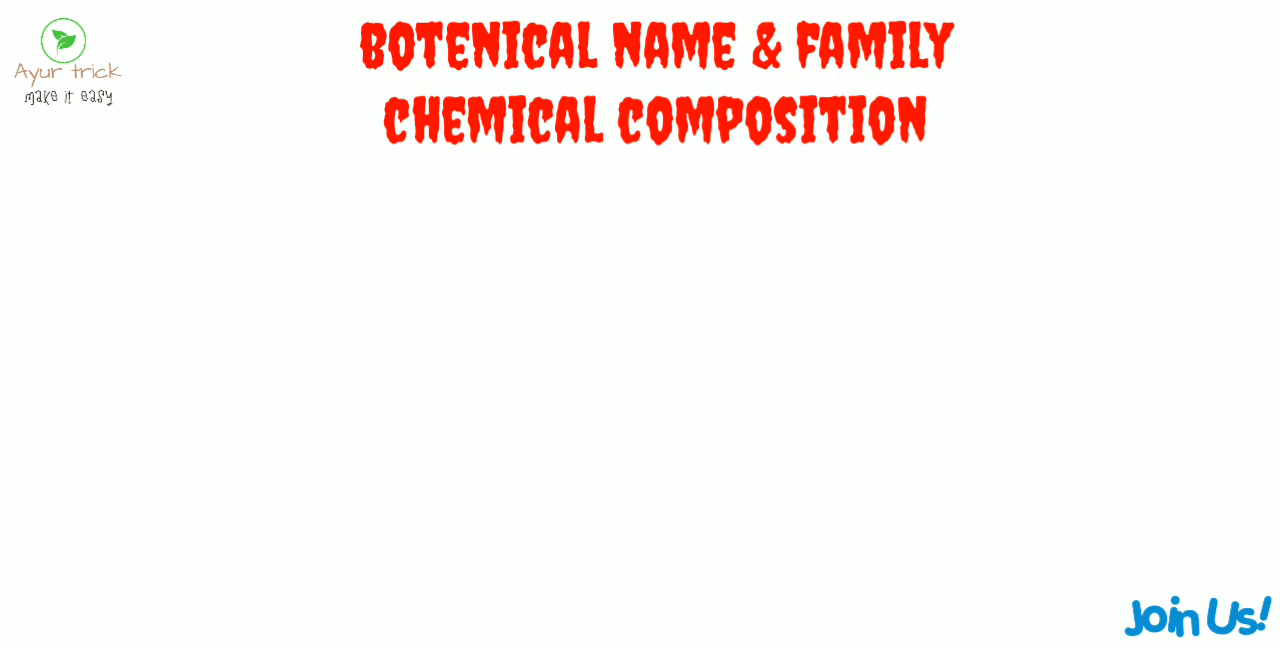 Ayur trick
make it easy
BOTENICAL NAME & FAMILY
CHEMICAL COMPOSITION
Join Us!